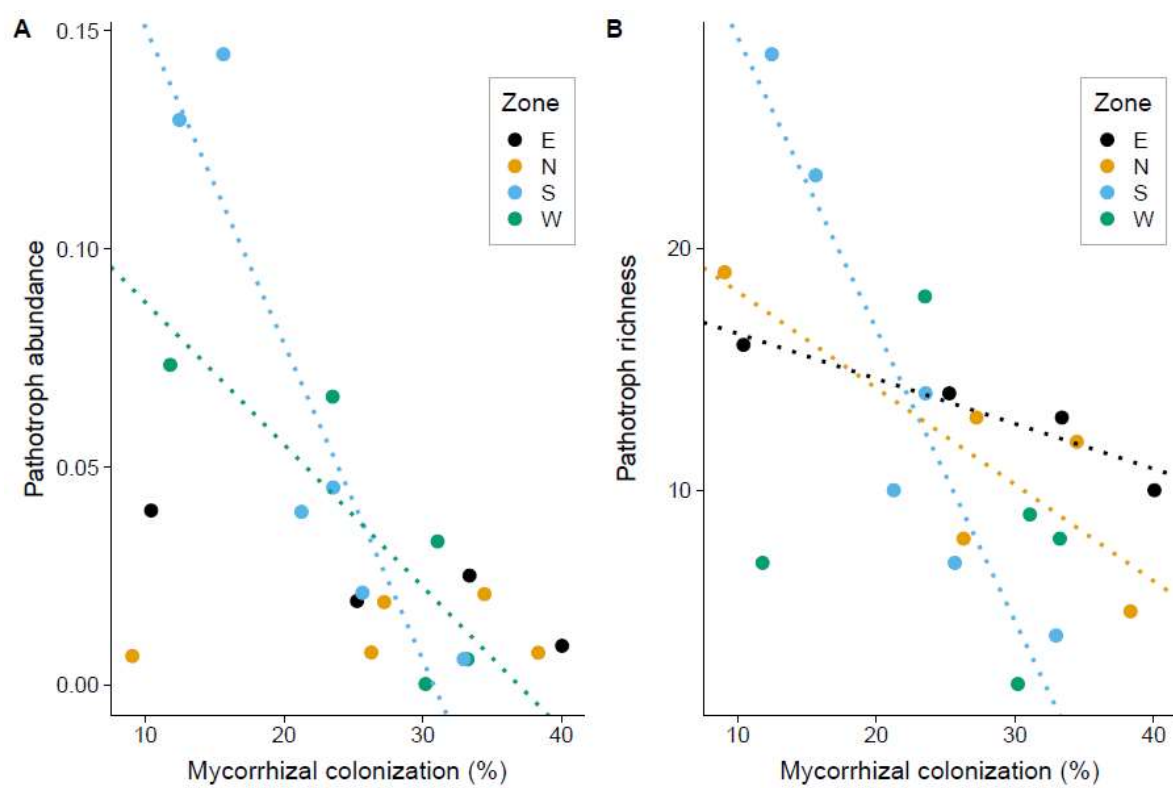 A
0.15
0.10
0.05
0.00
Pathotroph abundance
Zone
E
N
S
W
10 20 30 40
Mycorrhizal colonization (%)
B
20
10
Pathotroph richness
Zone
E
N
S
W
10 20 30 40
Mycorrhizal colonization (%)